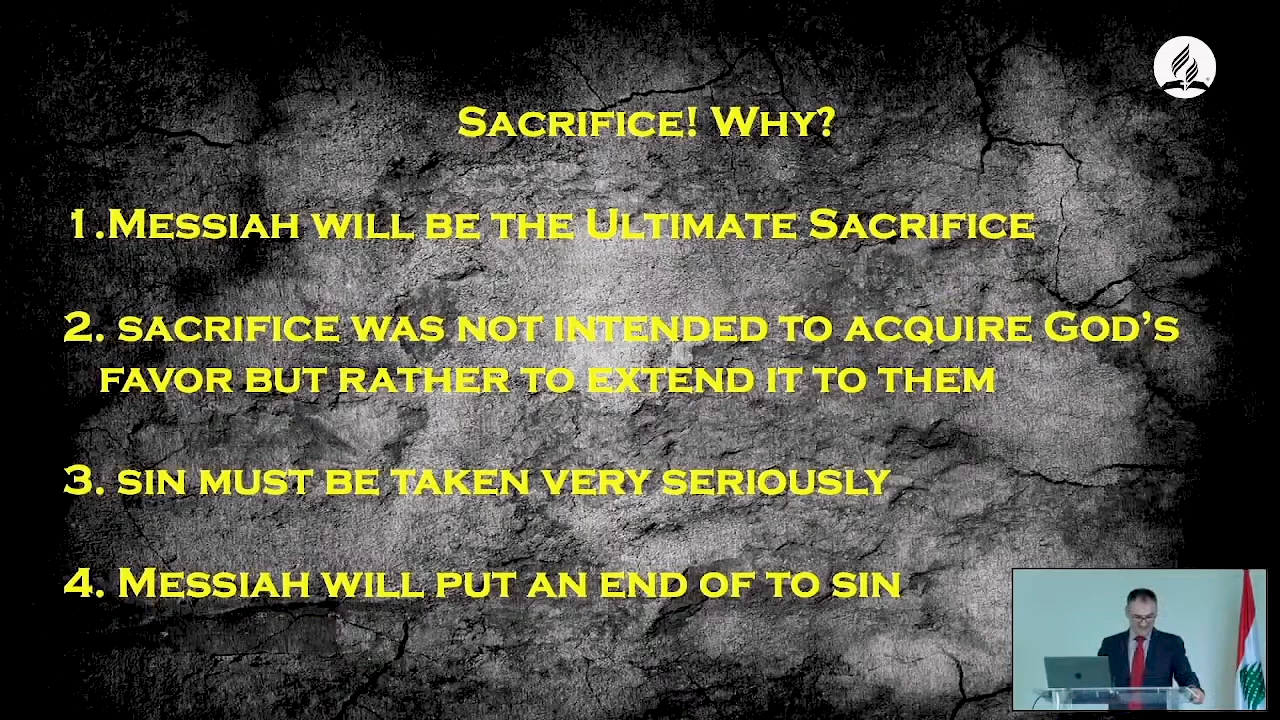 Sacrifice! Why?
1.Messiah will be the Ultimate Sacrifice
2. sacrifice was not intended to acquire God’s
favor but rather to extend it to them
3. sin must be taken very seriously
4. Messiah will put an end of to sin